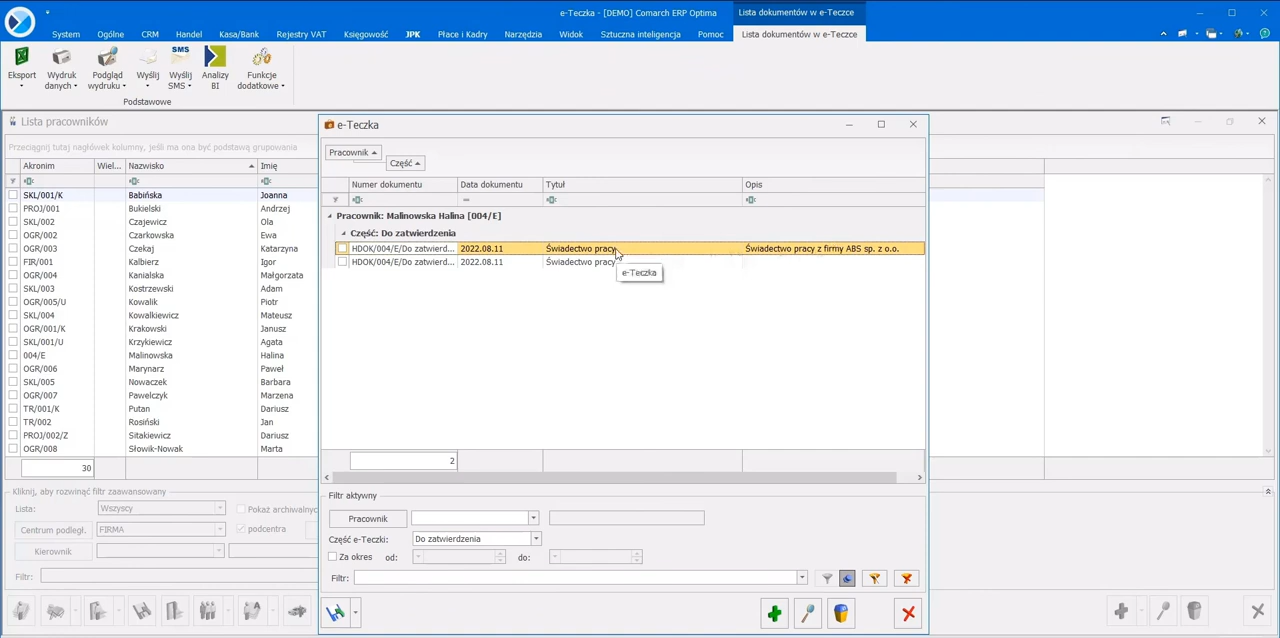 e-Teczka - [DEMO] Comarch ERP Optima
Lista dokumentów w e-Teczce
System Ogólne CRM Handel Kasa/Bank Rejestry VAT Księgowość JPK Płace i Kadry Narzędzia Widok Sztuczna inteligencja Pomoc Lista dokumentów w e-Teczce
SMS
Eksport Wydruk danych Podgląd wydruku Wyślij Wyślij SMS Analizy BI Funkcje dodatkowe
Podstawowe
Lista pracowników
Przeciągnij tutaj nagłówek kolumny, jeśli ma ona być podstawą grupowania
Akronim Wiel... Nazwisko Imię
SKL/001/K Babińska Joanna
PROJ/001 Bukielski Andrzej
SKL/002 Czajewicz Ola
OGR/002 Czarkowska Ewa
OGR/003 Czekaj Katarzyna
FIR/001 Kalbierz Igor
OGR/004 Kanialska Małgorzata
SKL/003 Kostrzewski Adam
OGR/005/U Kowalik Piotr
SKL/004 Kowalkiewicz Mateusz
OGR/001/K Krakowski Janusz
SKL/001/U Krzykiewicz Agata
004/E Malinowska Halina
OGR/006 Marynarz Paweł
SKL/005 Nowaczek Barbara
OGR/007 Pawelczyk Marzena
TR/001/K Putan Dariusz
TR/002 Rosiński Jan
PROJ/002/Z Sitakiewicz Dariusz
OGR/008 Słowik-Nowak Marta
30
Kliknij, aby rozwinąć filtr zaawansowany
Lista: Wszyscy Pokaż archiwalnyc
Centrum podległ. FIRMA podcentra
Kierownik
Filtr:
e-Teczka
Pracownik
Część
Numer dokumentu Data dokumentu Tytuł Opis
Pracownik: Malinowska Halina [004/E]
Część: Do zatwierdzenia
HDOK/004/E/Do zatwierd... 2022.08.11 Świadectwo pracy Świadectwo pracy z firmy ABS sp. z o.o.
HDOK/004/E/Do zatwierd... 2022.08.11 Świadectwo pracy
e-Teczka
2
Filtr aktywny
Pracownik
Część e-Teczki: Do zatwierdzenia
Za okres od: do:
Filtr: